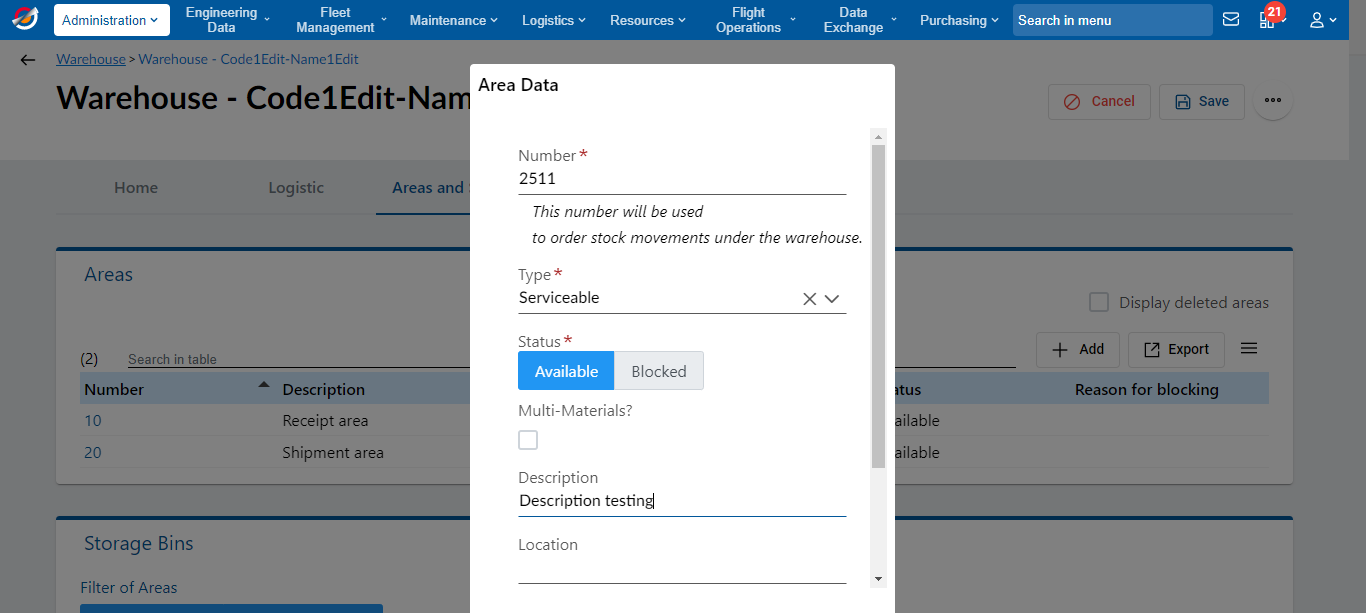 Administration
Engineering Data
Fleet Management
Maintenance
Logistics
Resources
Flight Operations
Data Exchange
Purchasing
Search in menu
21
Warehouse > Warehouse - Code1Edit-Name1Edit
Warehouse - Code1Edit-Nam
Cancel
Save
Home
Logistic
Areas and
Areas
Display deleted areas
(2)
Search in table
Add
Export
Number
Description
atus
Reason for blocking
10
Receipt area
ailable
20
Shipment area
ailable
Storage Bins
Filter of Areas
Area Data
Number*
2511
This number will be used
to order stock movements under the warehouse.
Type*
Serviceable
Status*
Available
Blocked
Multi-Materials?
Description
Description testing
Location